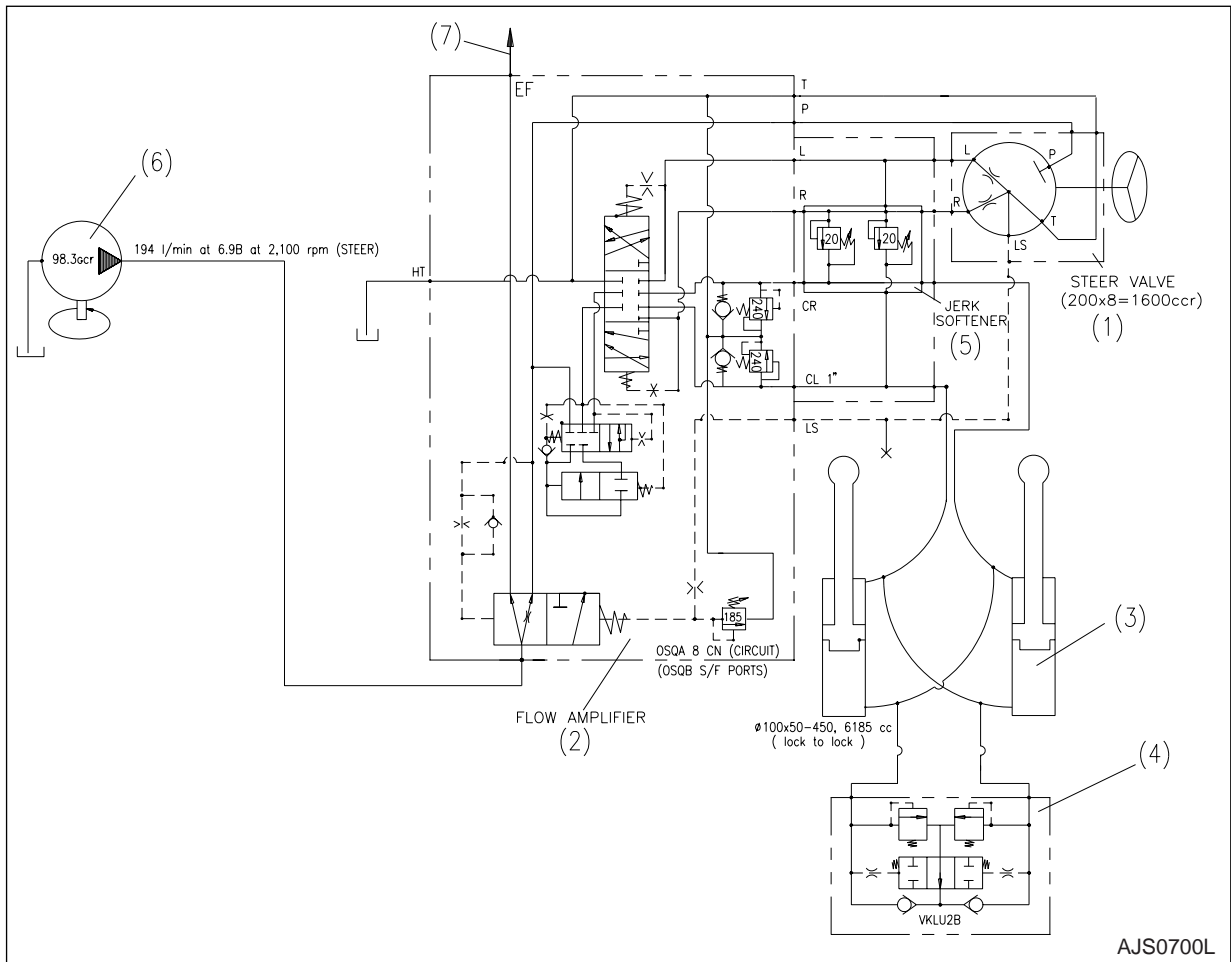 (7)
EF
T
P
(6)
L
L
P
98.3Gcr
194 l/min at 6.9B at 2,100 rpm (STEER)
R
R
T
20
20
LS
HT
STEER VALVE
(200x8=1600ccr)
(1)
JERK
SOFTENER
(5)
CR
240
240
CL 1"
LS
185
OSQA 8 CN (CIRCUIT)
(OSQB S/F PORTS)
(3)
FLOW AMPLIFIER
(2)
ø100x50-450, 6185 cc
( lock to lock )
(4)
VKLU2B
AJS0700L